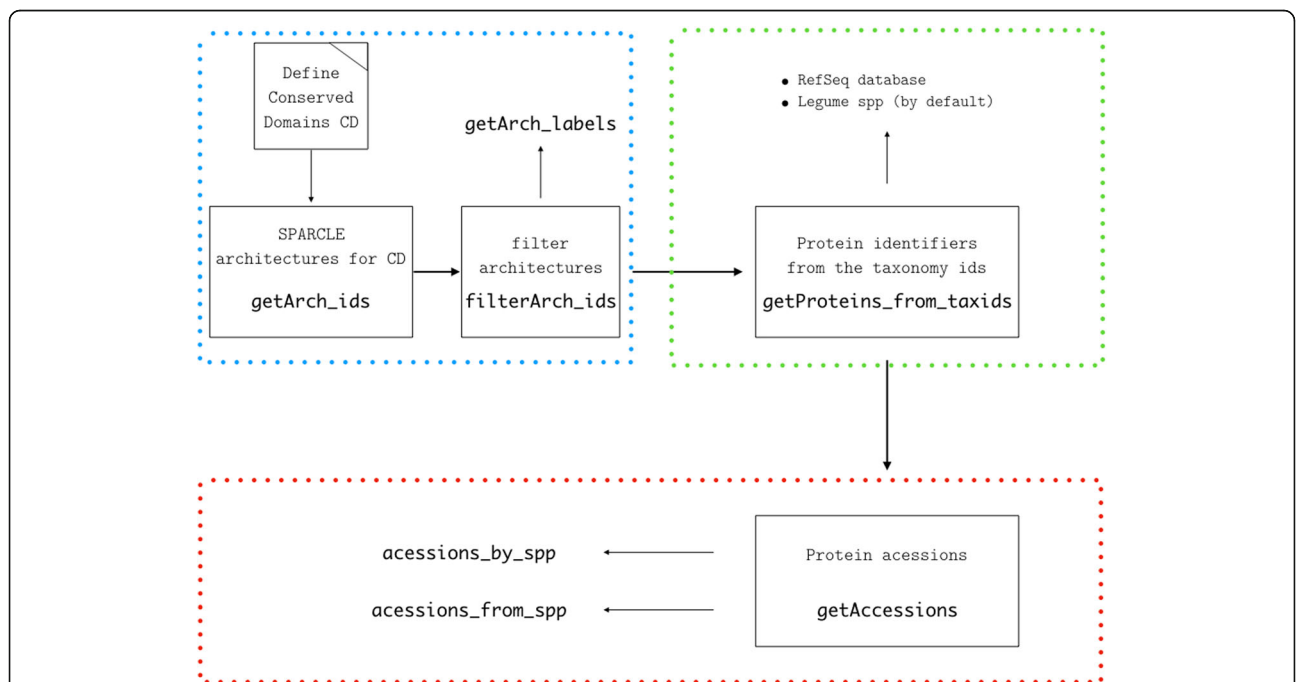 Define
Conserved
Domains CD
getArch_labels
SPARCLE
architectures for CD
getArch_ids
filter
architectures
filterArch_ids
• RefSeq database
• Legume spp (by default)
Protein identifiers
from the taxonomy ids
getProteins_from_taxids
acessions_by_spp
acessions_from_spp
Protein acessions
getAccessions